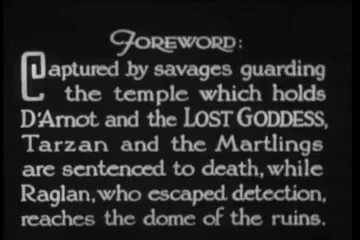 FOREWORD:
Captured by savages guarding
the temple which holds
D'Arnot and the LOST GODDESS,
Tarzan and the Martlings
are sentenced to death, while
Raglan, who escaped detection,
reaches the dome of the ruins.